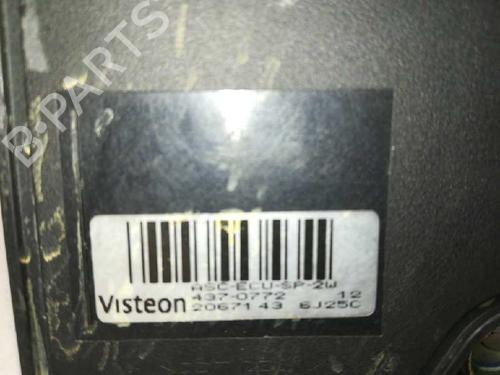 B-PARTS
ASC-ECU-SP-2W
437-0772 12
Visteon 2067143 6J25C